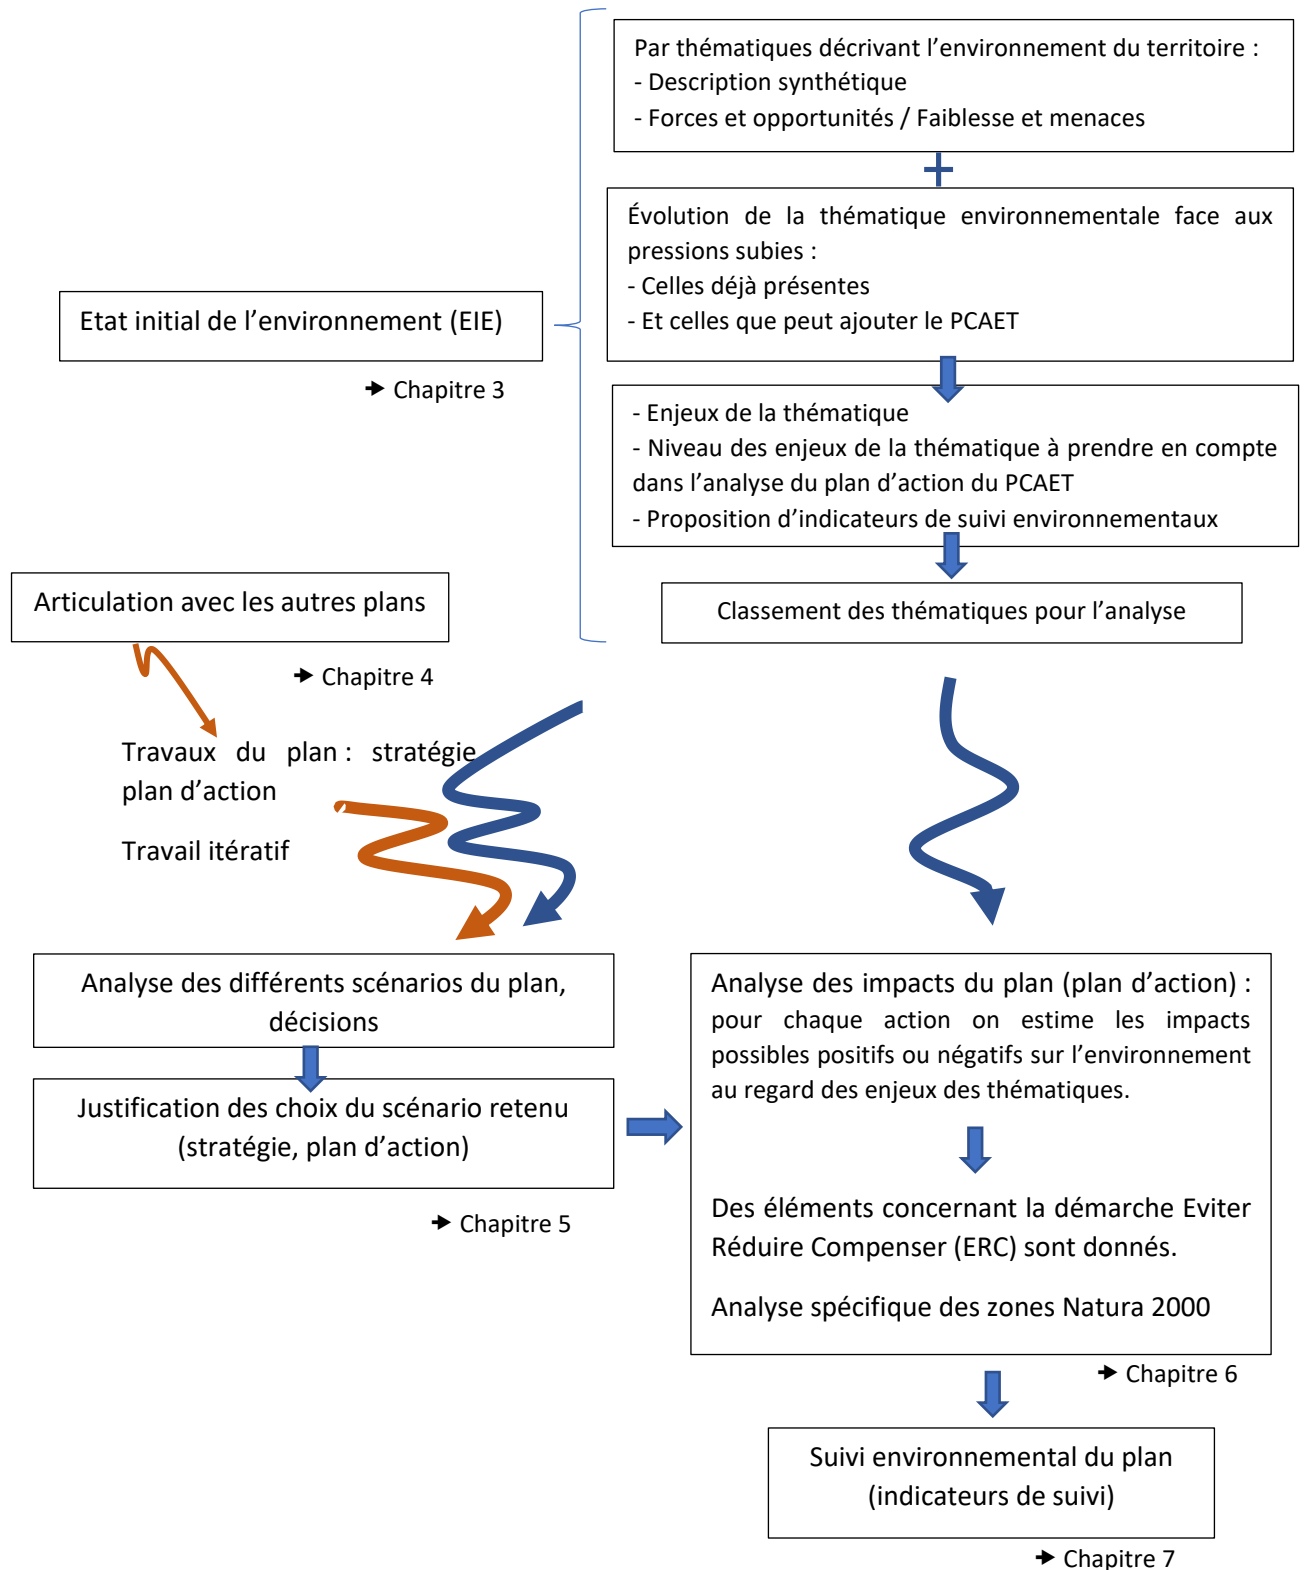 Par thématiques décrivant l’environnement du territoire :
- Description synthétique
- Forces et opportunités / Faiblesse et menaces
Évolution de la thématique environnementale face aux
pressions subies :
- Celles déjà présentes
- Et celles que peut ajouter le PCAET
Etat initial de l’environnement (EIE)
➔ Chapitre 3
- Enjeux de la thématique
- Niveau des enjeux de la thématique à prendre en compte
dans l’analyse du plan d’action du PCAET
- Proposition d’indicateurs de suivi environnementaux
Classement des thématiques pour l’analyse
Articulation avec les autres plans
➔ Chapitre 4
Travaux du plan : stratégie
plan d’action
Travail itératif
Analyse des différents scénarios du plan,
décisions
Justification des choix du scénario retenu
(stratégie, plan d’action)
➔ Chapitre 5
Analyse des impacts du plan (plan d’action) :
pour chaque action on estime les impacts
possibles positifs ou négatifs sur l’environnement
au regard des enjeux des thématiques.
Des éléments concernant la démarche Eviter
Réduire Compenser (ERC) sont donnés.
Analyse spécifique des zones Natura 2000
➔ Chapitre 6
Suivi environnemental du plan
(indicateurs de suivi)
➔ Chapitre 7